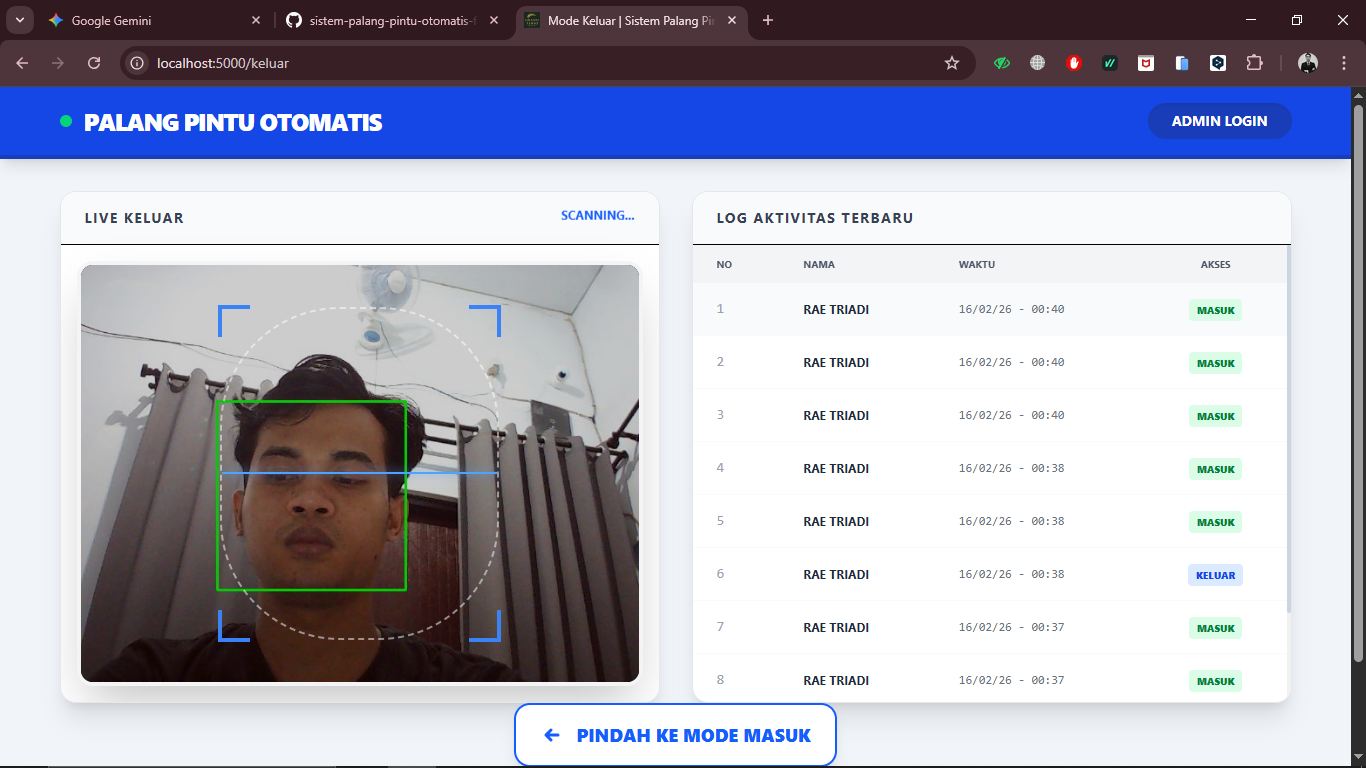 Google Gemini
sistem-palang-pintu-otomatis-
Mode Keluar | Sistem Palang Pi
localhost:5000/keluar
PALANG PINTU OTOMATIS
ADMIN LOGIN
LIVE KELUAR
SCANNING...
LOG AKTIVITAS TERBARU
NO NAMA WAKTU AKSES
1 RAE TRIADI 16/02/26 - 00:40 MASUK
2 RAE TRIADI 16/02/26 - 00:40 MASUK
3 RAE TRIADI 16/02/26 - 00:40 MASUK
4 RAE TRIADI 16/02/26 - 00:38 MASUK
5 RAE TRIADI 16/02/26 - 00:38 MASUK
6 RAE TRIADI 16/02/26 - 00:38 KELUAR
7 RAE TRIADI 16/02/26 - 00:37 MASUK
8 RAE TRIADI 16/02/26 - 00:37 MASUK
← PINDAH KE MODE MASUK